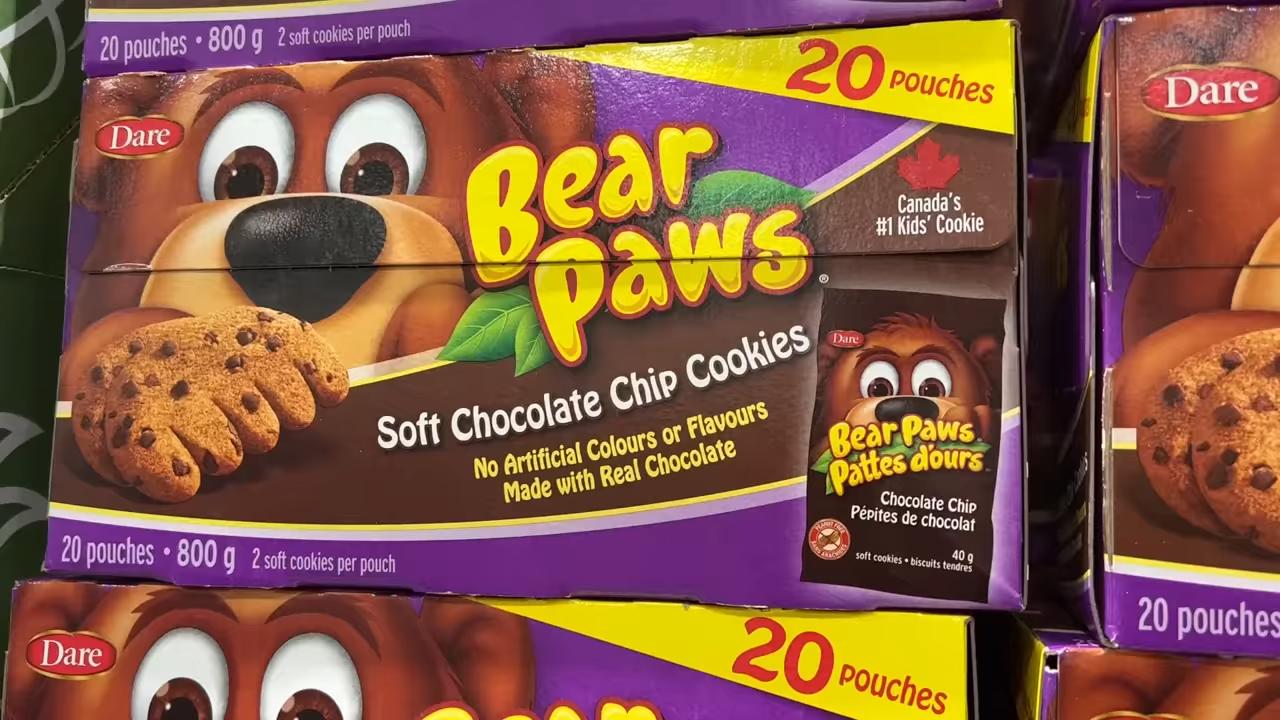 20 pouches • 800 g 2 soft cookies per pouch
Dare
20 Pouches
Bear
Paws
®
Canada's
#1 Kids' Cookie
Soft Chocolate Chip Cookies
No Artificial Colours or Flavours
Made with Real Chocolate
20 pouches • 800 g 2 soft cookies per pouch
Dare
Bear Paws
Pattes d'ours
Chocolate Chip
Pépites de chocolat
40 g
soft cookies • biscuits tendres
Dare
20 pouches
Dare
20 Pouches